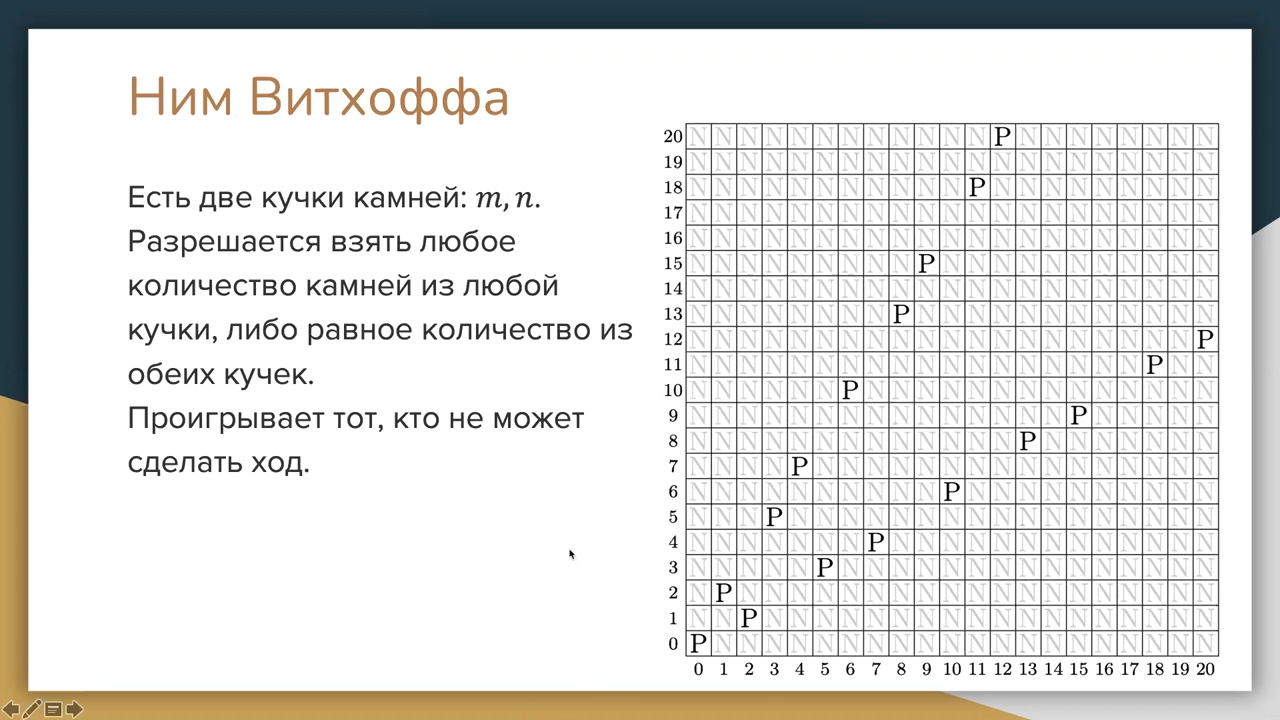 Ним Витхоффа
Есть две кучки камней: m, n.
Разрешается взять любое
количество камней из любой
кучки, либо равное количество из
обеих кучек.
Проигрывает тот, кто не может
сделать ход.
20 N N N N N N N N N N N N P N N N N N N N N
19 N N N N N N N N N N N N N N N N N N N N N
18 N N N N N N N N N N N P N N N N N N N N N
17 N N N N N N N N N N N N N N N N N N N N N
16 N N N N N N N N N N N N N N N N N N N N N
15 N N N N N N N N N P N N N N N N N N N N N
14 N N N N N N N N N N N N N N N N N N N N N
13 N N N N N N N N P N N N N N N N N N N N N
12 N N N N N N N N N N N N N N N N N N N N P
11 N N N N N N N N N N N N N N N N N N P N N
10 N N N N N N P N N N N N N N N N N N N N N
9 N N N N N N N N N N N N N N N P N N N N N
8 N N N N N N N N N N N N N P N N N N N N N
7 N N N N P N N N N N N N N N N N N N N N N
6 N N N N N N N N N N P N N N N N N N N N N
5 N N N P N N N N N N N N N N N N N N N N N
4 N N N N N N N P N N N N N N N N N N N N N
3 N N N N N P N N N N N N N N N N N N N N N
2 N P N N N N N N N N N N N N N N N N N N N
1 N N P N N N N N N N N N N N N N N N N N N
0 P N N N N N N N N N N N N N N N N N N N N
0 1 2 3 4 5 6 7 8 9 10 11 12 13 14 15 16 17 18 19 20